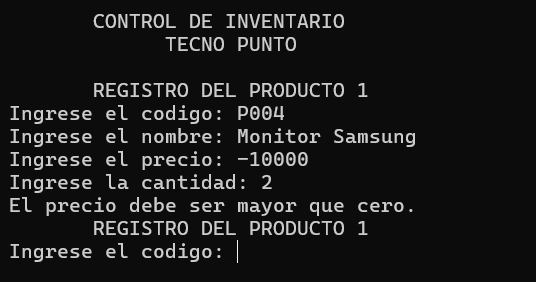 CONTROL DE INVENTARIO
TECNO PUNTO
REGISTRO DEL PRODUCTO 1
Ingrese el codigo: P004
Ingrese el nombre: Monitor Samsung
Ingrese el precio: -10000
Ingrese la cantidad: 2
El precio debe ser mayor que cero.
REGISTRO DEL PRODUCTO 1
Ingrese el codigo: